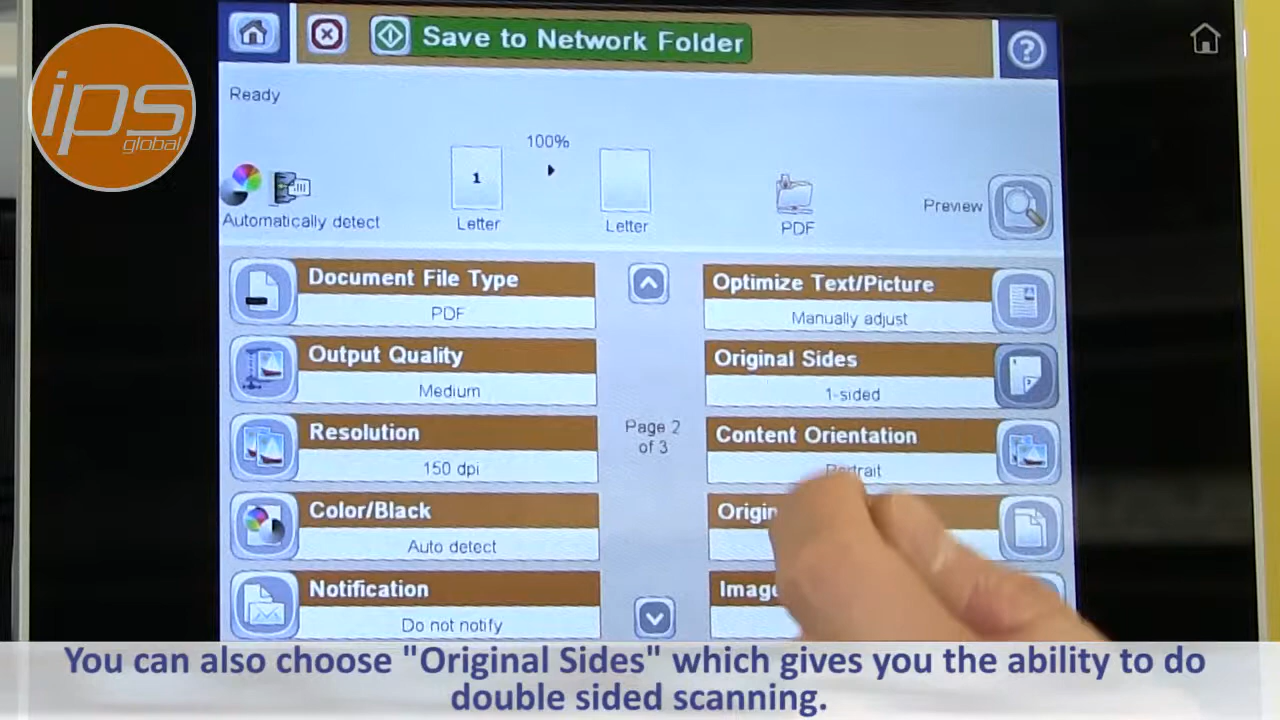 Save to Network Folder
?
ips
global
Ready
100%
1
Automatically detect
Letter
Letter
PDF
Preview
Document File Type
PDF
Output Quality
Medium
Resolution
150 dpi
Color/Black
Auto detect
Notification
Do not notify
Page 2
of 3
Optimize Text/Picture
Manually adjust
Original Sides
1-sided
Content Orientation
Portrait
You can also choose "Original Sides" which gives you the ability to do
double sided scanning.